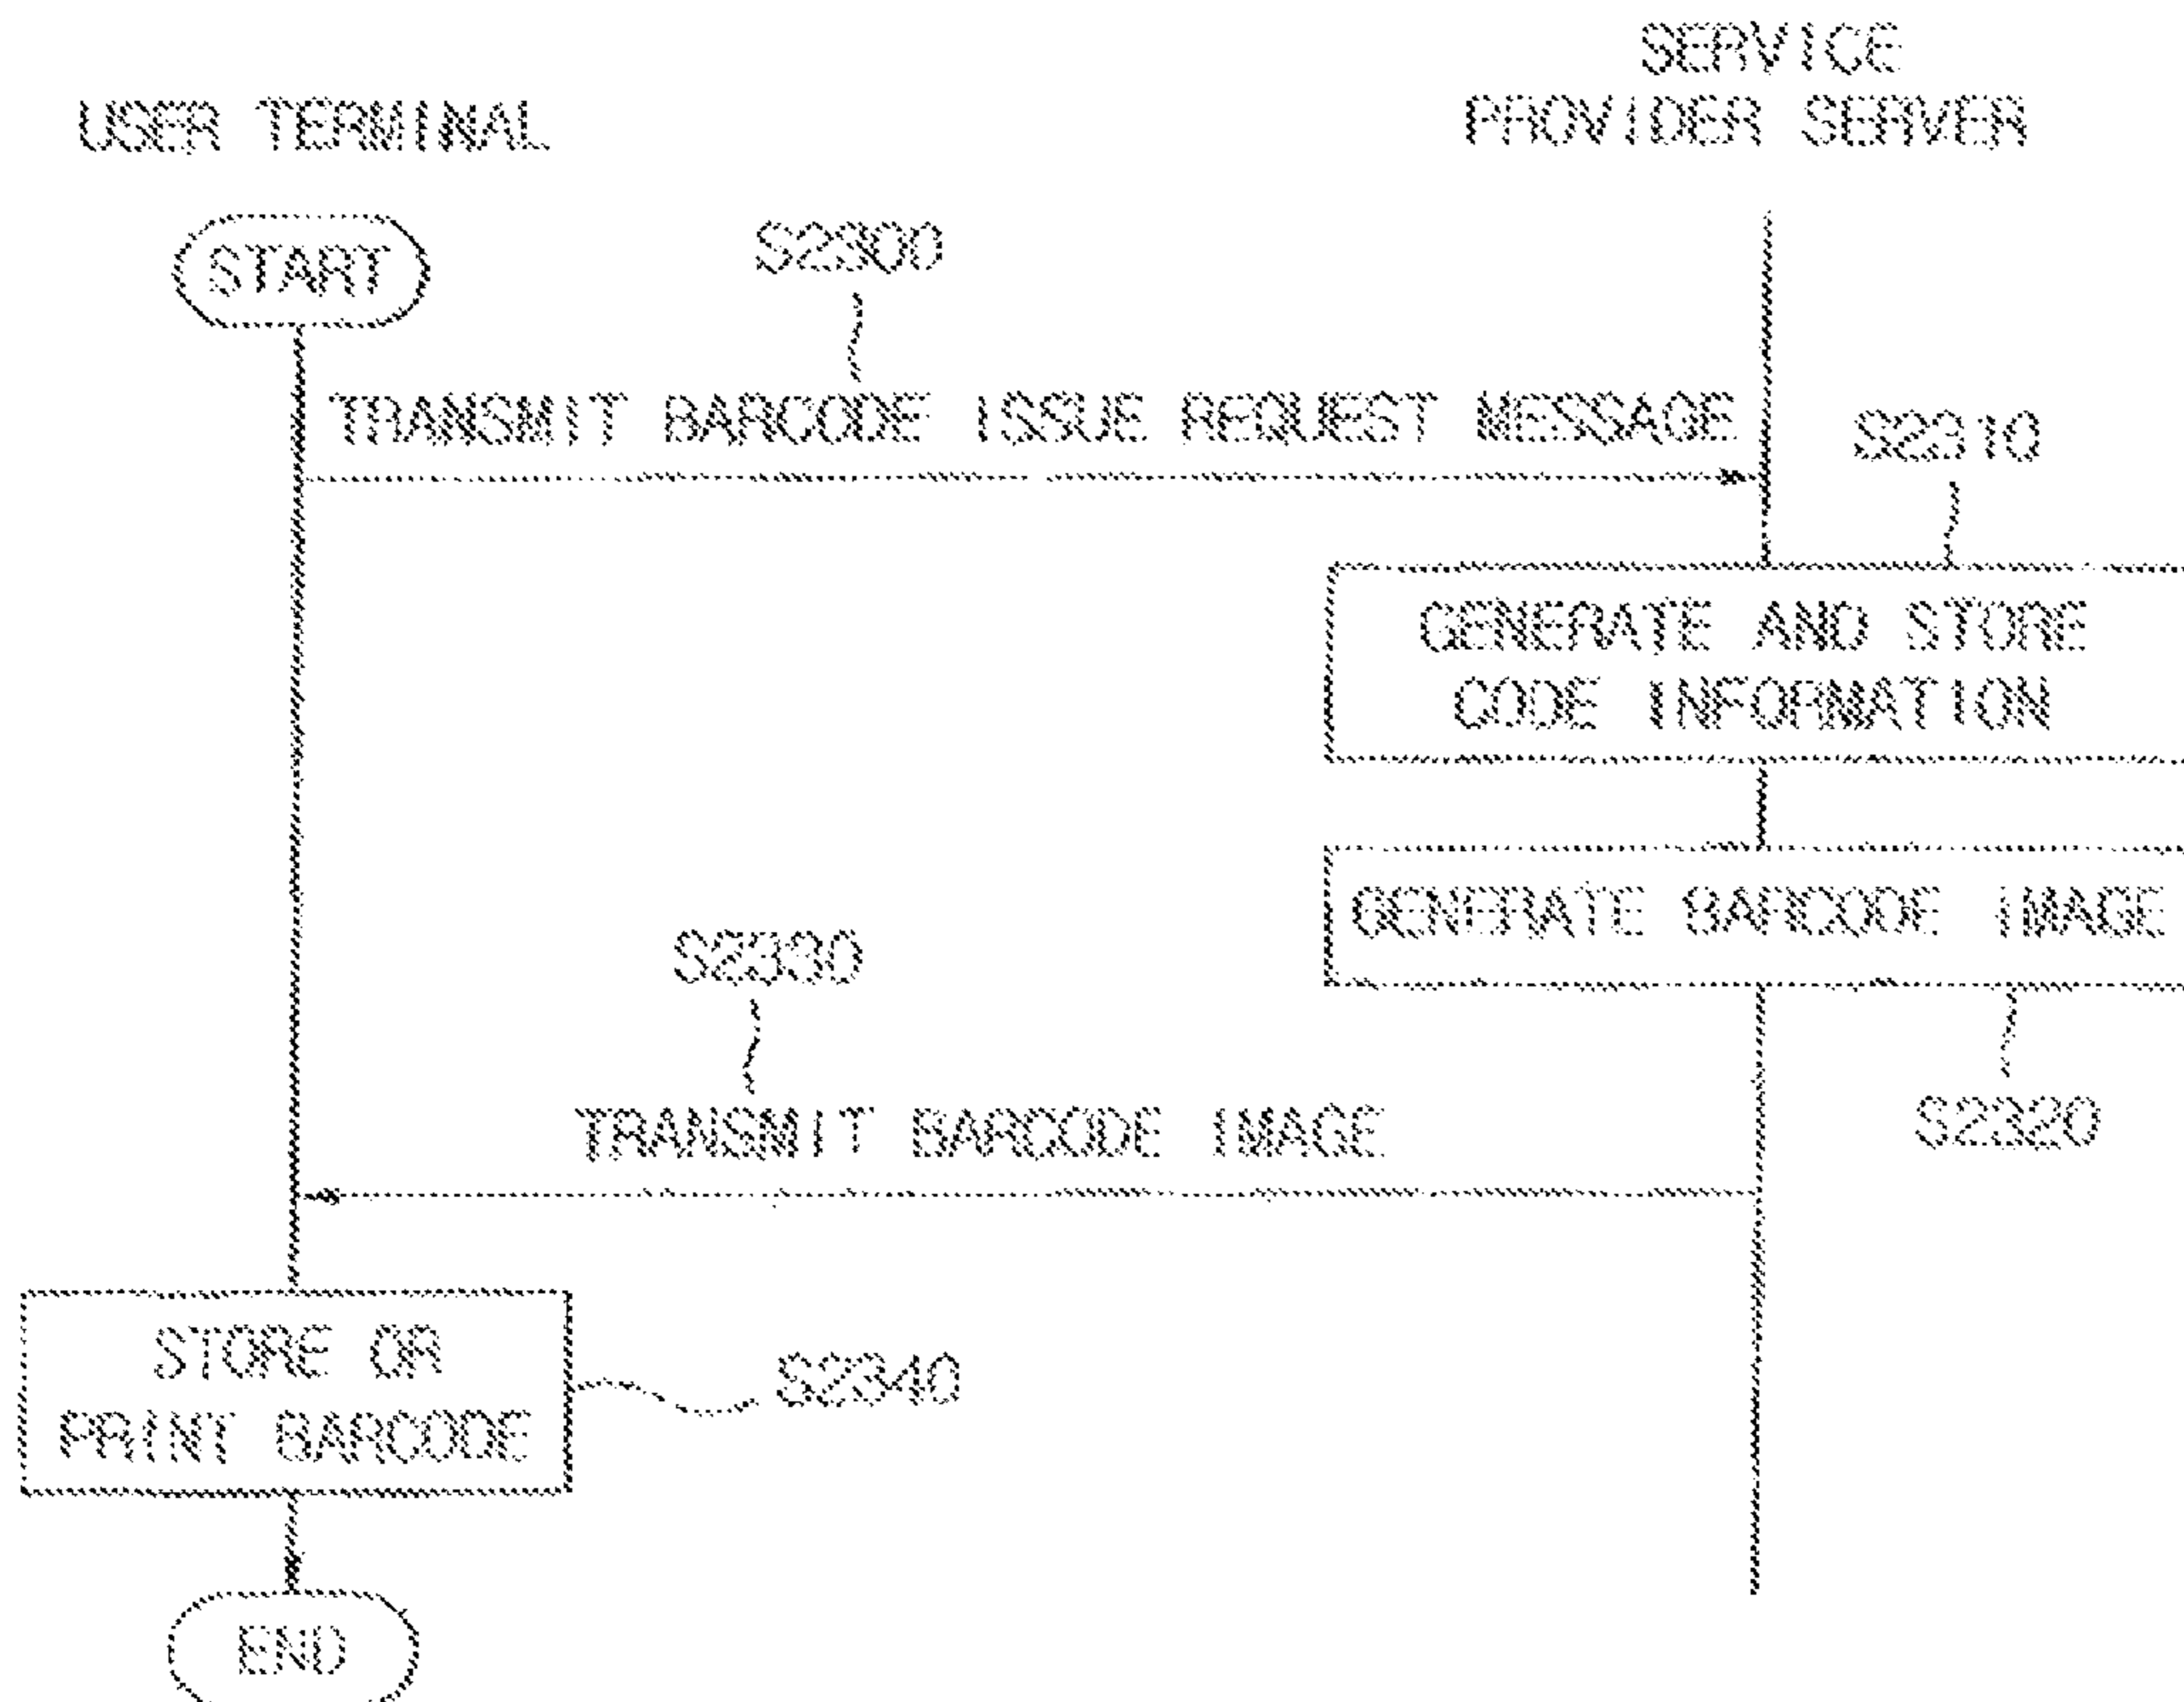 SERVICE
PROVIDER SERVER
USER TERMINAL
START
S2300
TRANSMIT BARCODE ISSUE REQUEST MESSAGE
S2310
GENERATE AND STORE
CODE INFORMATION
GENERATE BARCODE IMAGE
S2330
TRANSMIT BARCODE IMAGE
S2320
STORE OR
PRINT BARCODE
S2340
END